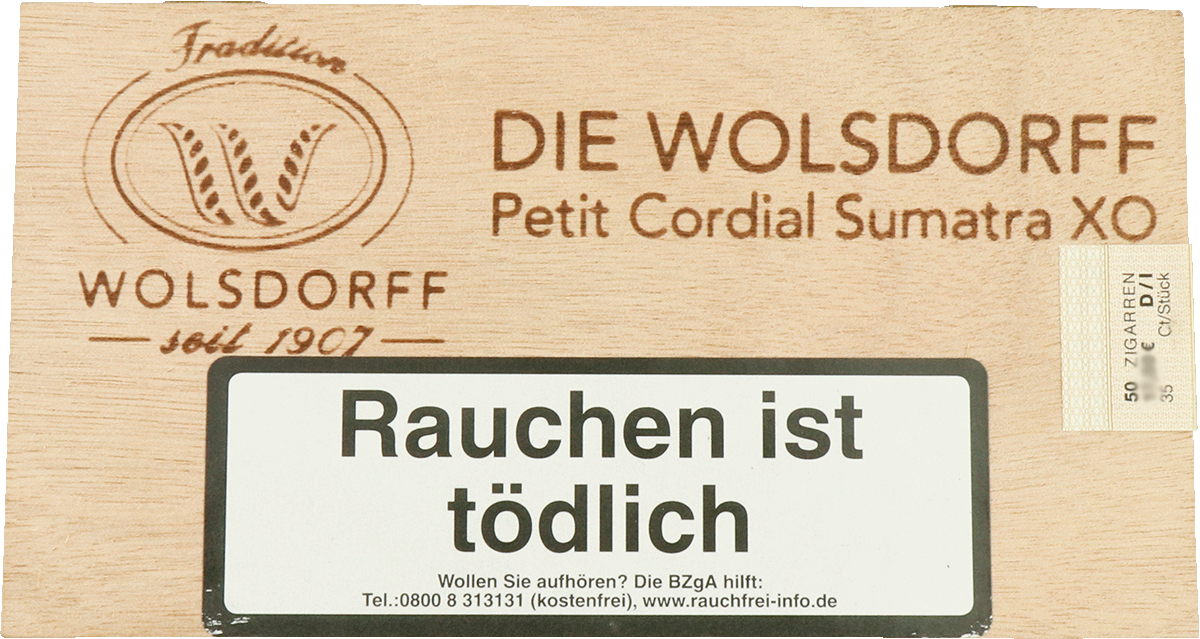 Tradition
W
WOLSDORFF
seit 1907
DIE WOLSDORFF
Petit Cordial Sumatra XO
50 ZIGARREN
€ D/I
35 Ct/Stück
Rauchen ist
tödlich
Wollen Sie aufhören? Die BZgA hilft:
Tel.:0800 8 313131 (kostenfrei), www.rauchfrei-info.de